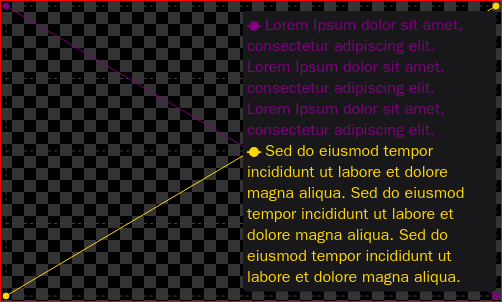 Lorem Ipsum dolor sit amet,
consectetur adipiscing elit.
Lorem Ipsum dolor sit amet,
consectetur adipiscing elit.
Lorem Ipsum dolor sit amet,
consectetur adipiscing elit.
Sed do eiusmod tempor
incididunt ut labore et dolore
magna aliqua. Sed do eiusmod
tempor incididunt ut labore et
dolore magna aliqua. Sed do
eiusmod tempor incididunt ut
labore et dolore magna aliqua.